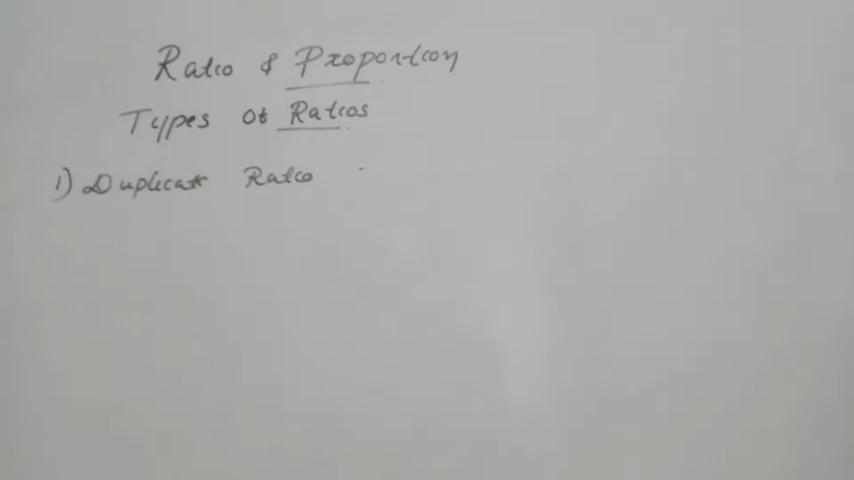 Ratio & Proportion
Types of Ratios
1) Duplicate Ratio